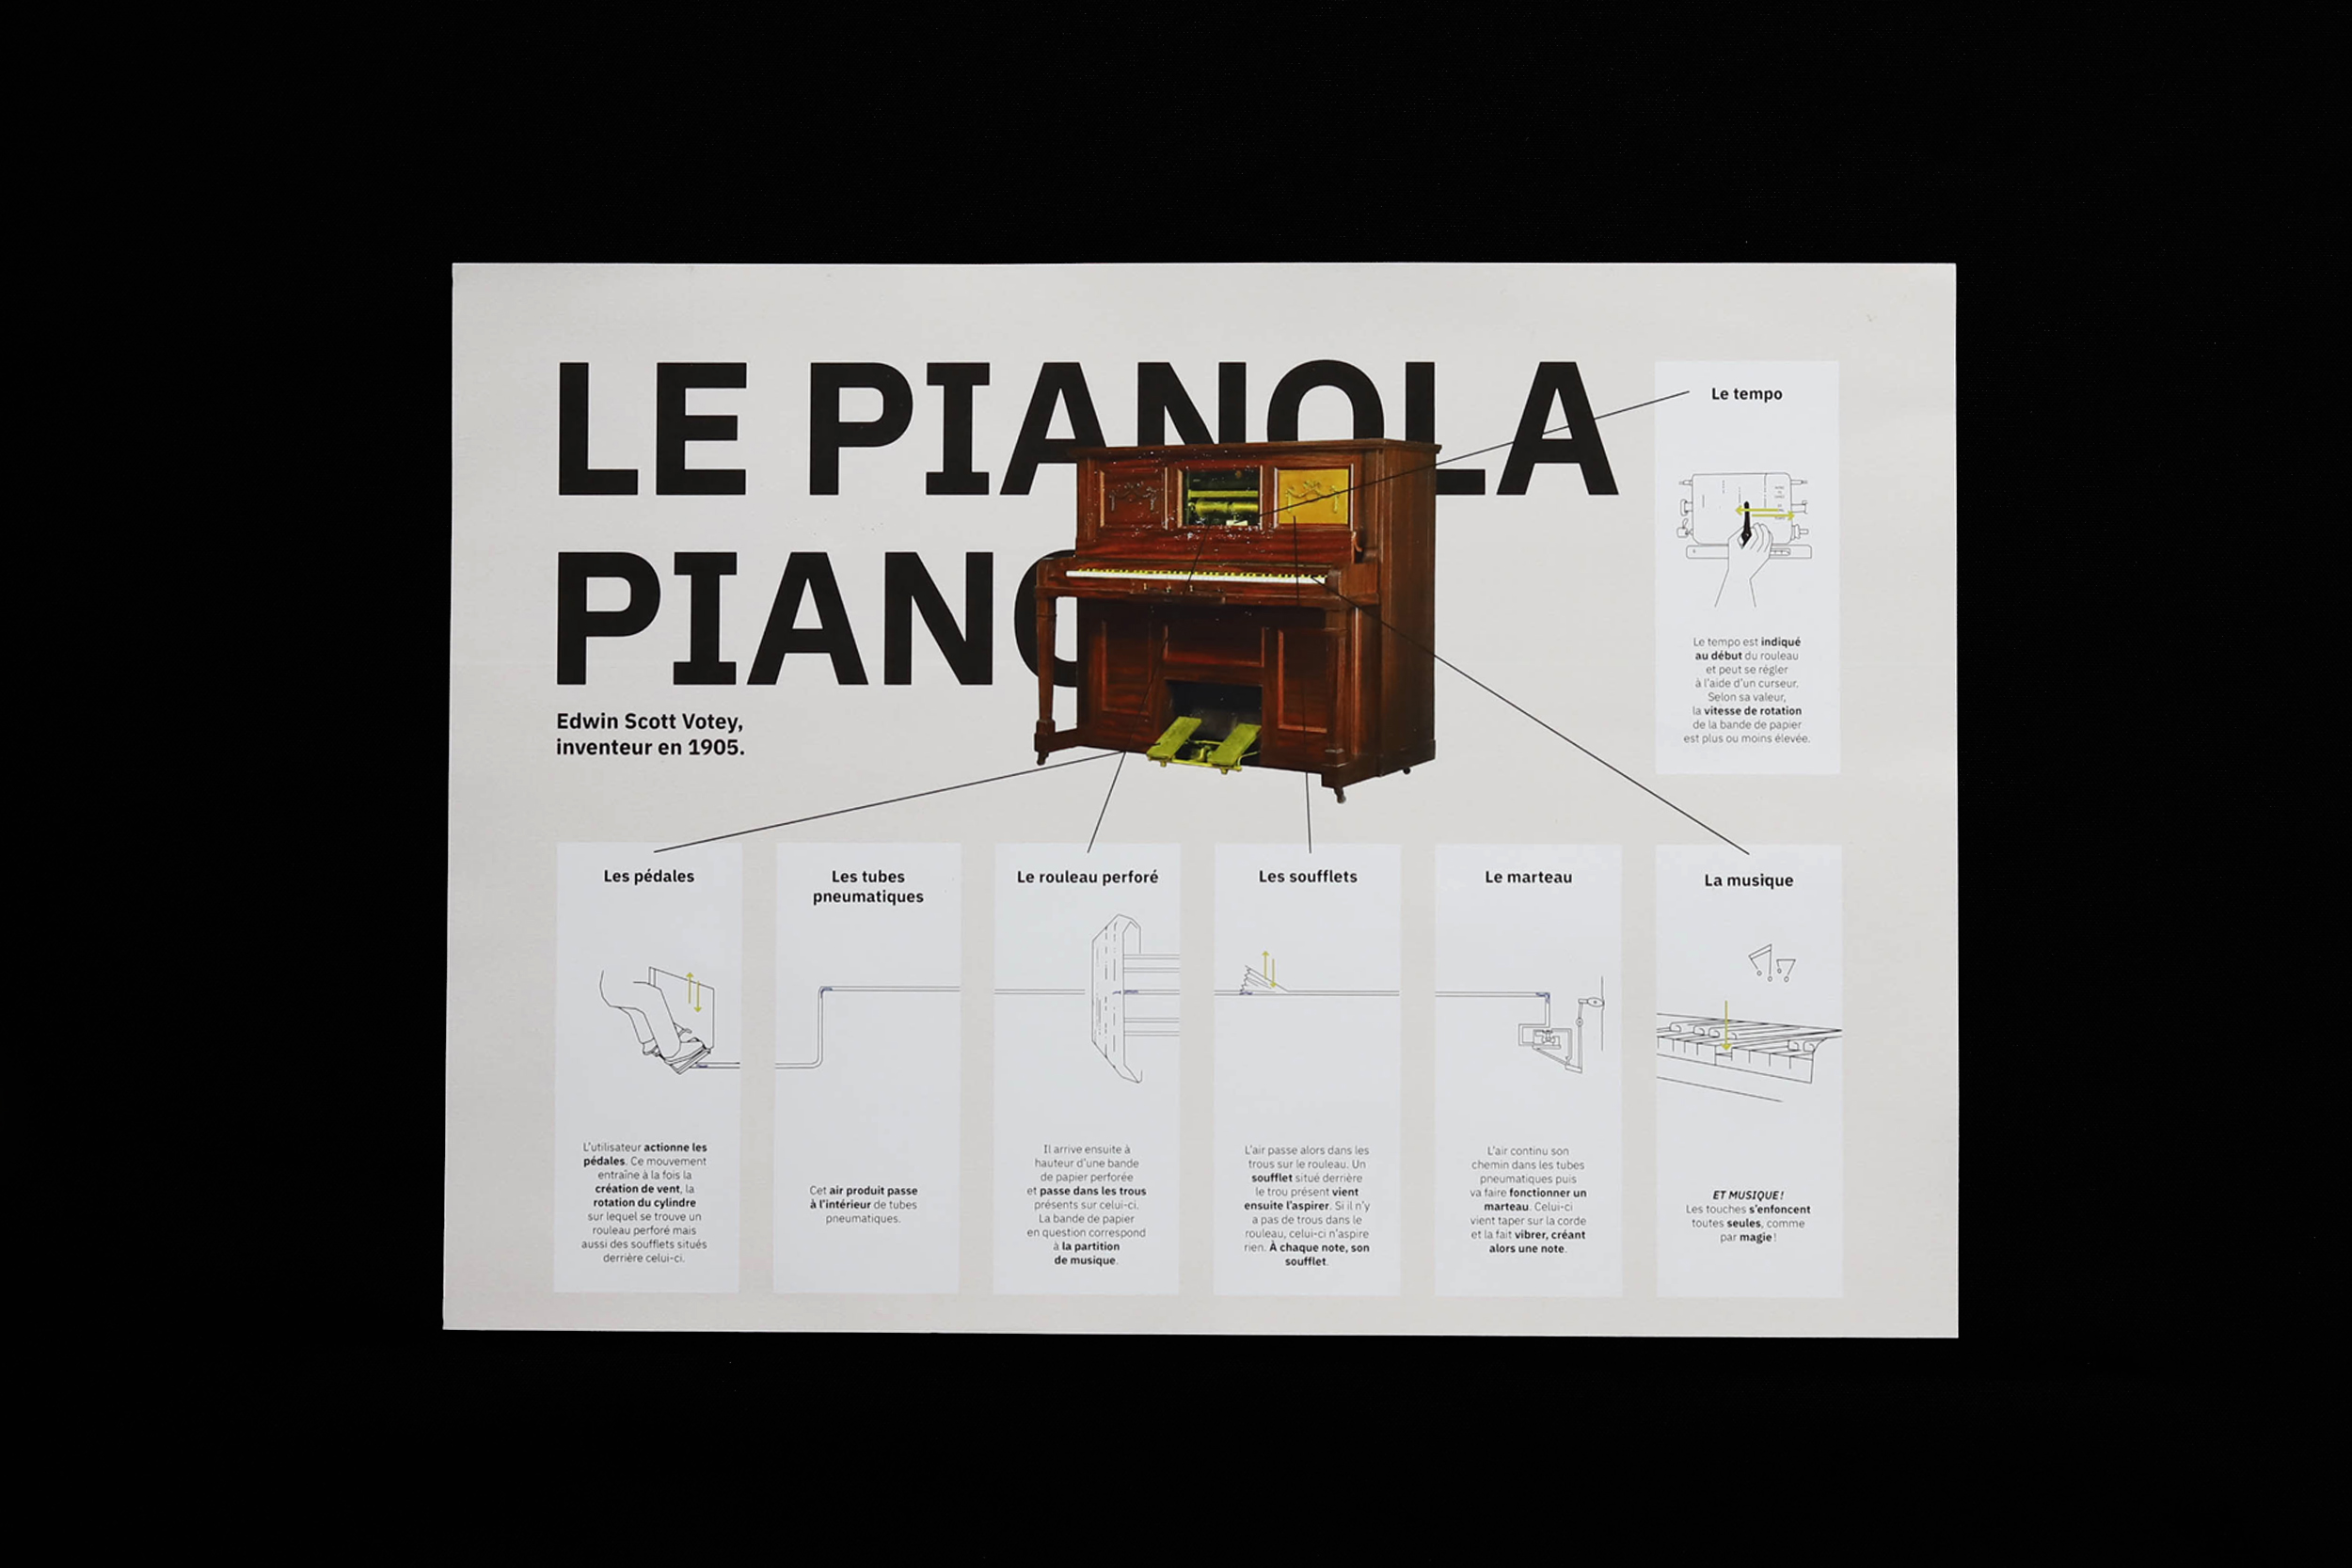 LE PIANOLA
PIANO
Edwin Scott Votey,
inventeur en 1905.
Le tempo
Le tempo est indiqué
au début du rouleau
et peut se régler
à l'aide d'un curseur.
Selon sa valeur,
la vitesse de rotation
de la bande de papier
est plus ou moins élevée.
Les pédales
L'utilisateur actionne les
pédales. Ce mouvement
entraîne à la fois la
création de vent, la
rotation du cylindre
sur lequel se trouve un
rouleau perforé mais
aussi des soufflets situés
derrière celui-ci.
Les tubes
pneumatiques
Cet air produit passe
à l'intérieur de tubes
pneumatiques.
Le rouleau perforé
Il arrive ensuite à
hauteur d'une bande
de papier perforée
et passe dans les trous
présents sur celui-ci.
La bande de papier
en question correspond
à la partition
de musique.
Les soufflets
L'air passe alors dans les
trous sur le rouleau. Un
soufflet situé derrière
le trou présent vient
ensuite l'aspirer. Si il n'y
a pas de trous dans le
rouleau, celui-ci n'aspire
rien. À chaque note, son
soufflet.
Le marteau
L'air continu son
chemin dans les tubes
pneumatiques puis
va faire fonctionner un
marteau. Celui-ci
vient taper sur la corde
et la fait vibrer, créant
alors une note.
La musique
ET MUSIQUE!
Les touches s'enfoncent
toutes seules, comme
par magie!